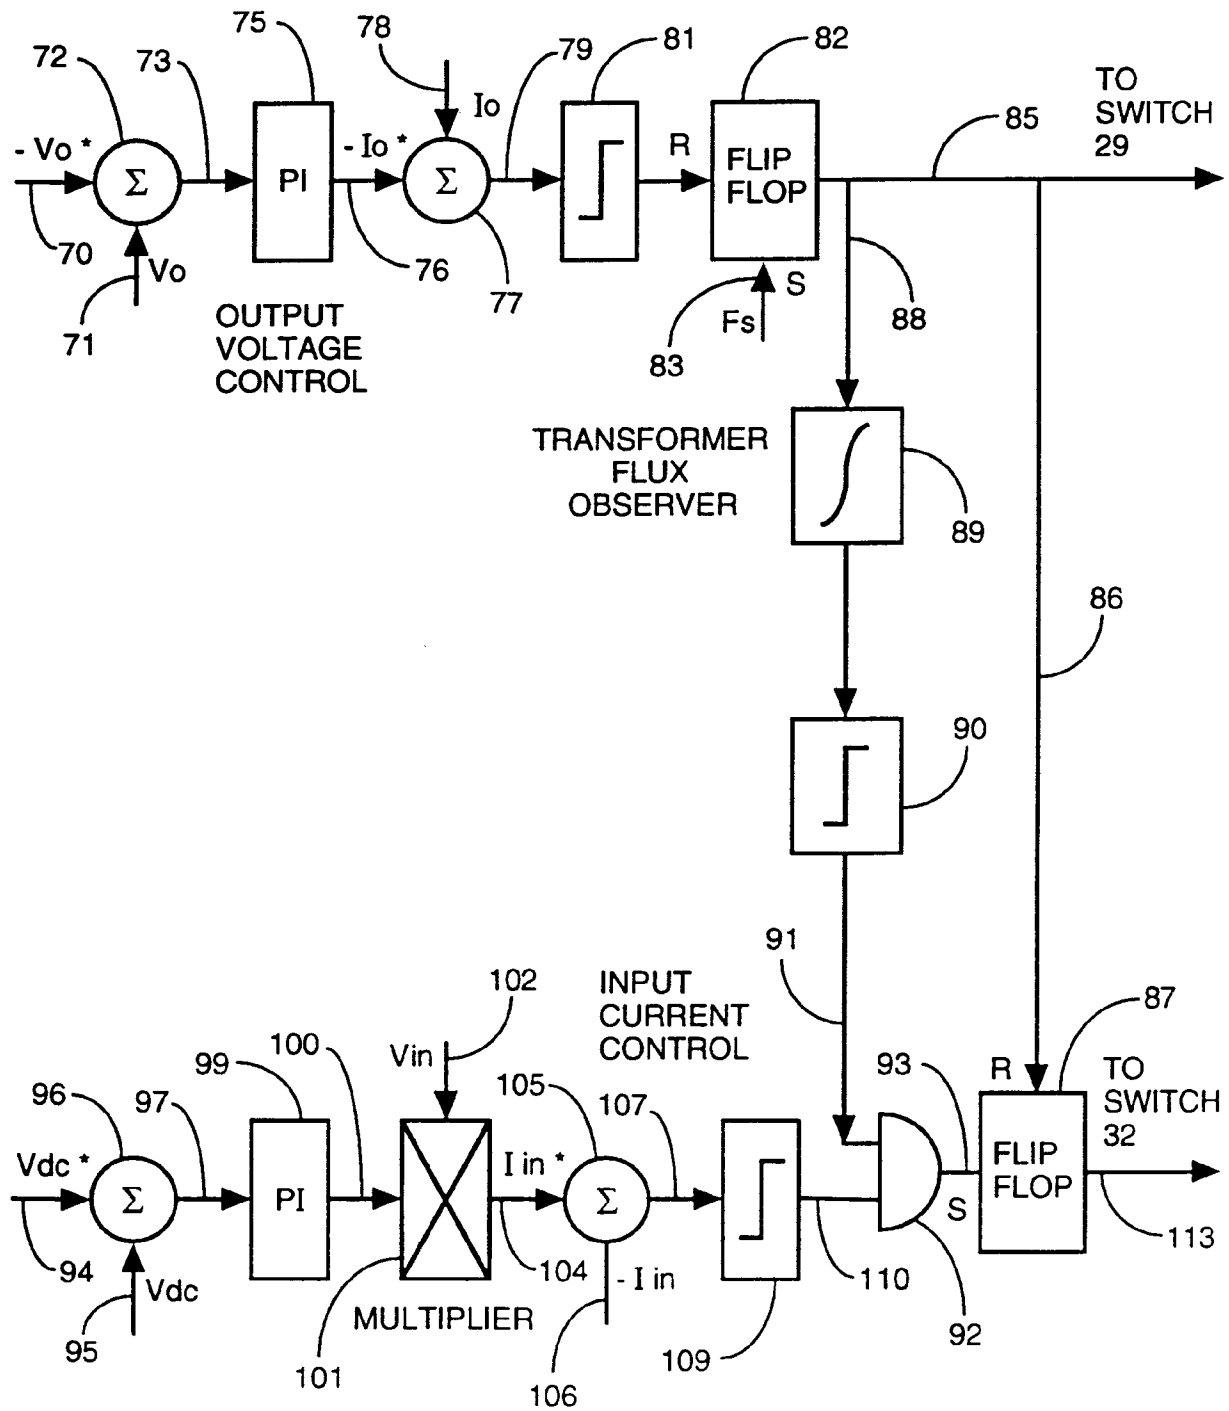 75
78
72
73
79
81
82
TO
SWITCH
29
- Vo *
Σ
PI
- Io *
Io
Σ
R
FLIP
FLOP
85
70
Vo
71
76
77
S
Fs
83
88
OUTPUT
VOLTAGE
CONTROL
TRANSFORMER
FLUX
OBSERVER
89
86
90
91
102
INPUT
CURRENT
CONTROL
87
100
Vin
99
105
93
R
TO
SWITCH
32
96
97
107
Vdc *
Σ
PI
I in *
Σ
FLIP
FLOP
S
94
Vdc
95
104
- I in
110
113
MULTIPLIER
92
101
106
109